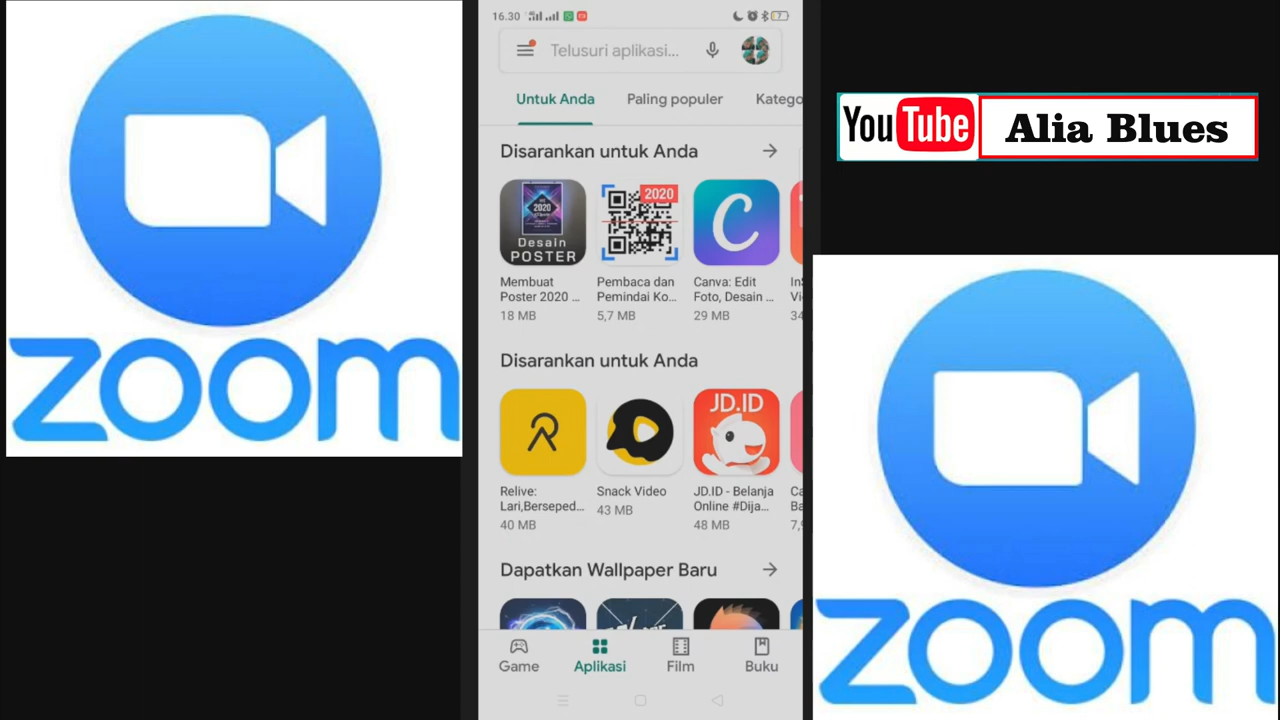 zoom
16.30
Telusuri aplikasi...
Untuk Anda
Paling populer
Katego
Disarankan untuk Anda
Desain
POSTER
2020
Membuat
Poster 2020 ...
18 MB
Pembaca dan
Pemindai Ko...
5,7 MB
Canva: Edit
Foto, Desain ...
29 MB
Disarankan untuk Anda
JD.ID
Relive:
Lari,Berseped...
40 MB
Snack Video
43 MB
JD.ID - Belanja
Online #Dija...
48 MB
Dapatkan Wallpaper Baru
Game
Aplikasi
Film
Buku
YouTube
Alia Blues
zoom